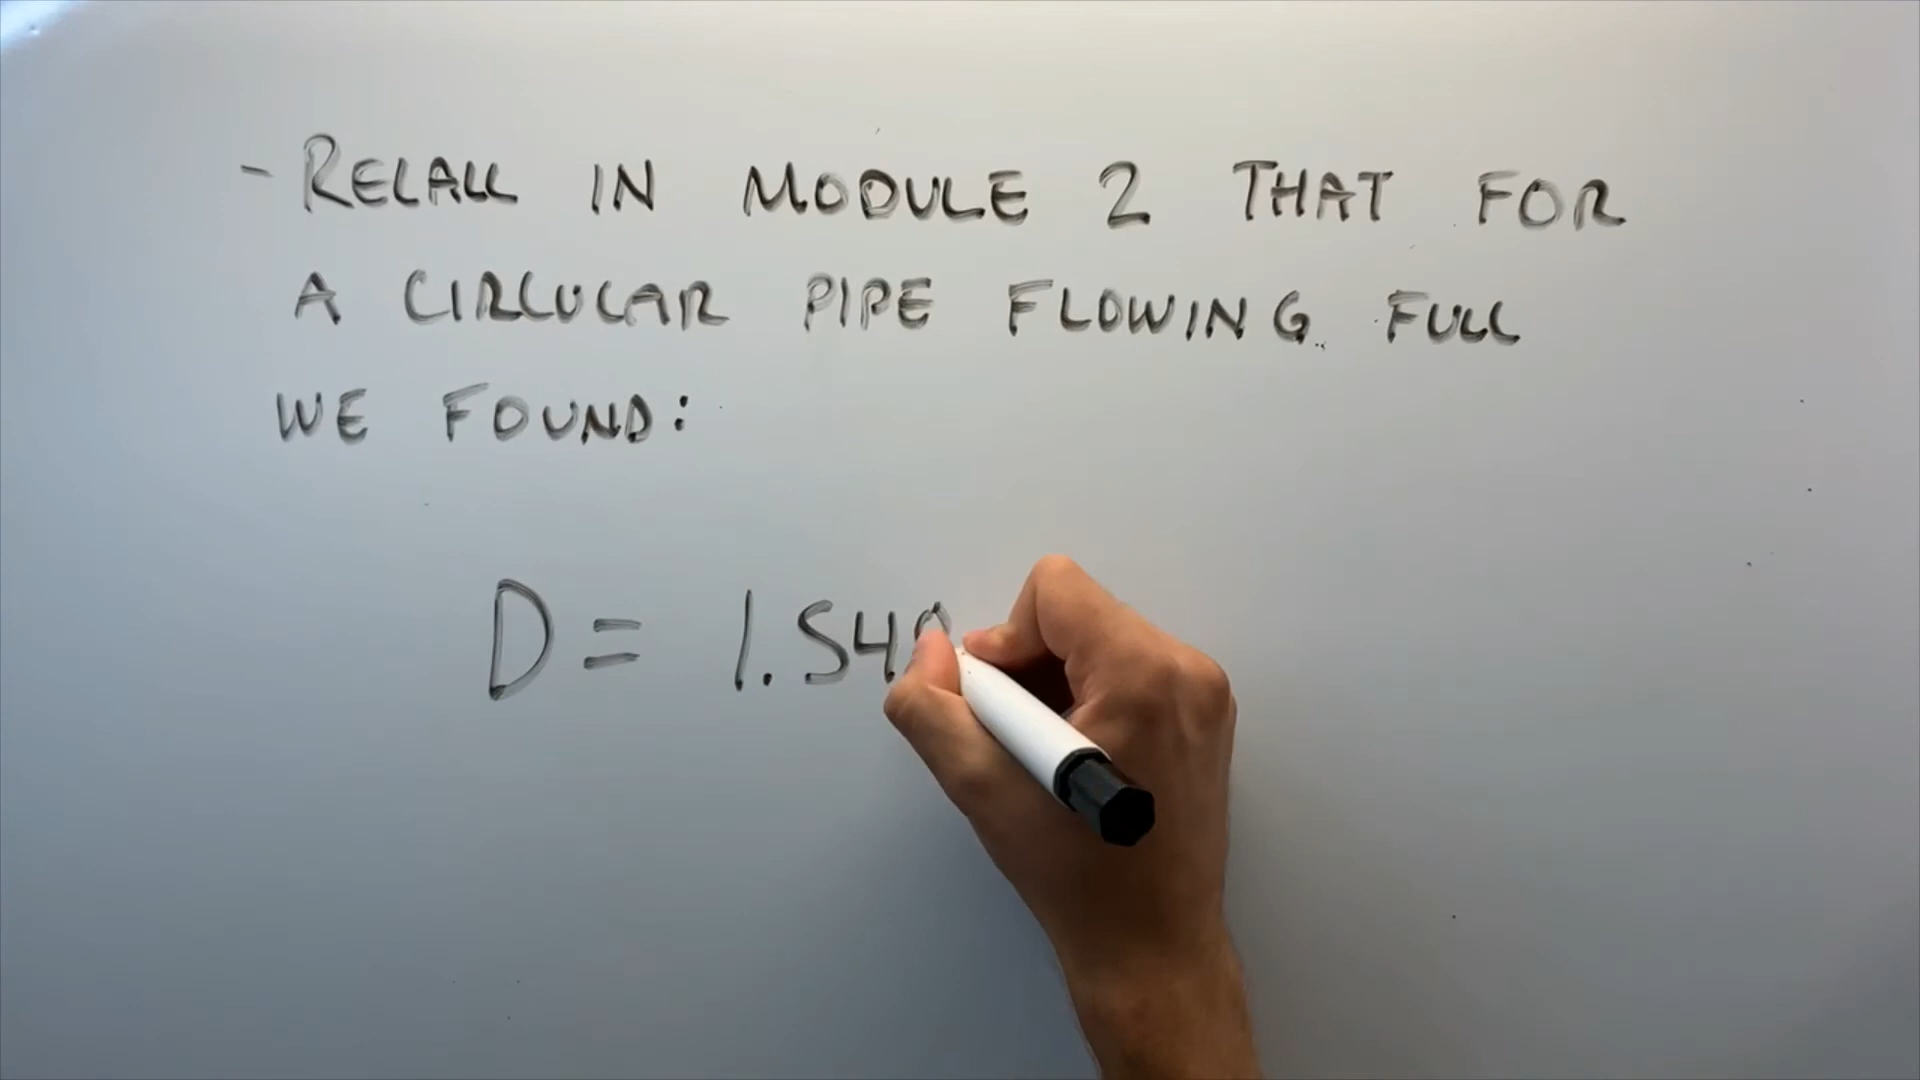 - RECALL IN MODULE 2 THAT FOR
A CIRCULAR PIPE FLOWING FULL
WE FOUND:
D = 1.54